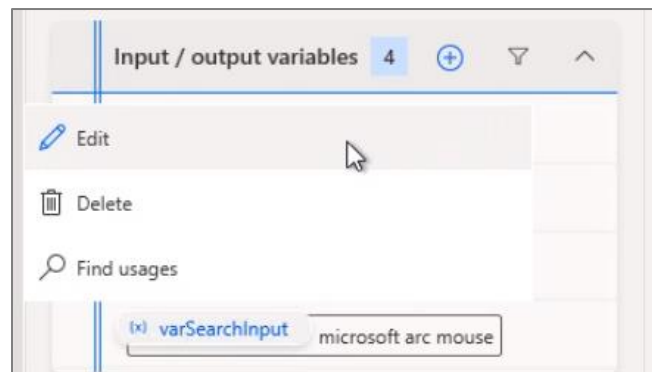 Input / output variables 4
Edit
Delete
Find usages
(x) varSearchInput microsoft arc mouse